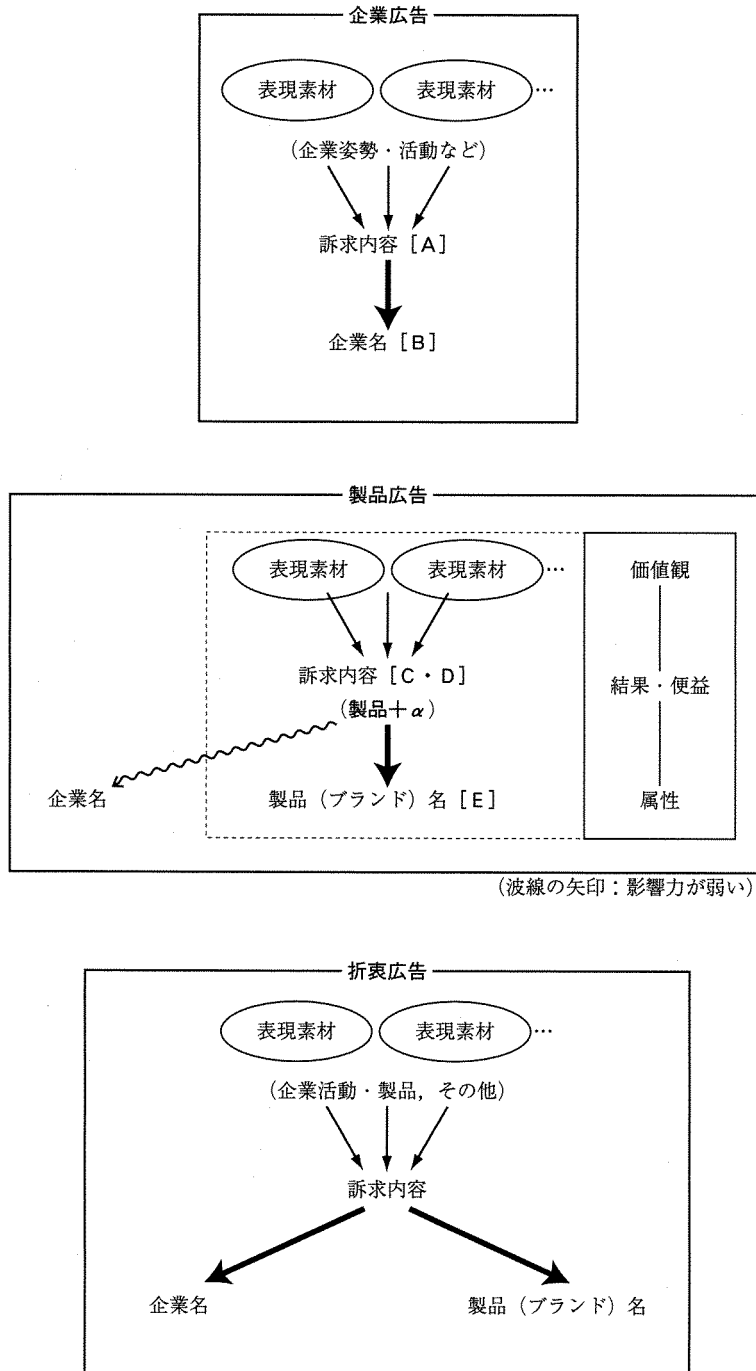 企業広告
表現素材 表現素材 …
(企業姿勢・活動など)
訴求内容［A］
企業名［B］
製品広告
表現素材 表現素材 … 価値観
訴求内容［C・D］ 結果・便益
(製品＋α)
企業名 製品（ブランド）名［E］ 属性
(波線の矢印：影響力が弱い)
折衷広告
表現素材 表現素材 …
(企業活動・製品，その他)
訴求内容
企業名 製品（ブランド）名